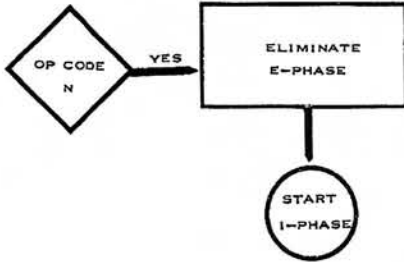 OP CODE
N
YES
ELIMINATE
E-PHASE
START
I-PHASE